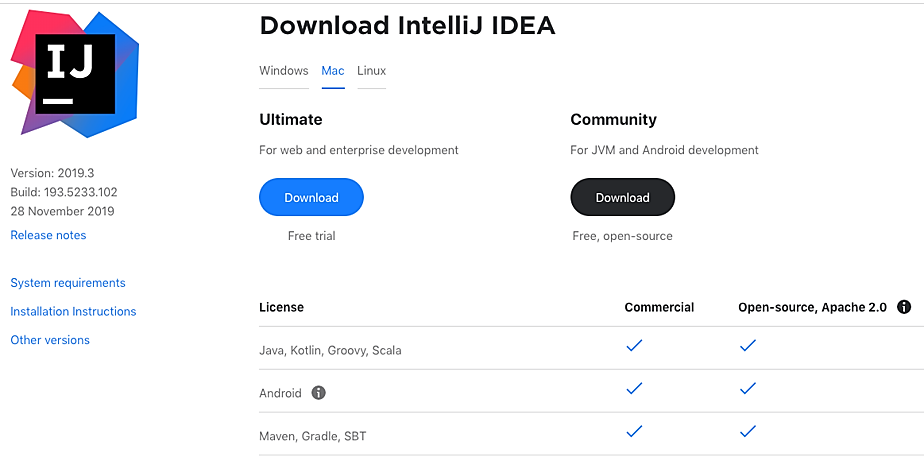 Download IntelliJ IDEA
IJ
Windows Mac Linux
Ultimate Community
For web and enterprise development For JVM and Android development
Version: 2019.3
Build: 193.5233.102
28 November 2019
Release notes
Download Download
Free trial Free, open-source
System requirements
Installation Instructions
Other versions
License Commercial Open-source, Apache 2.0
Java, Kotlin, Groovy, Scala
Android
Maven, Gradle, SBT